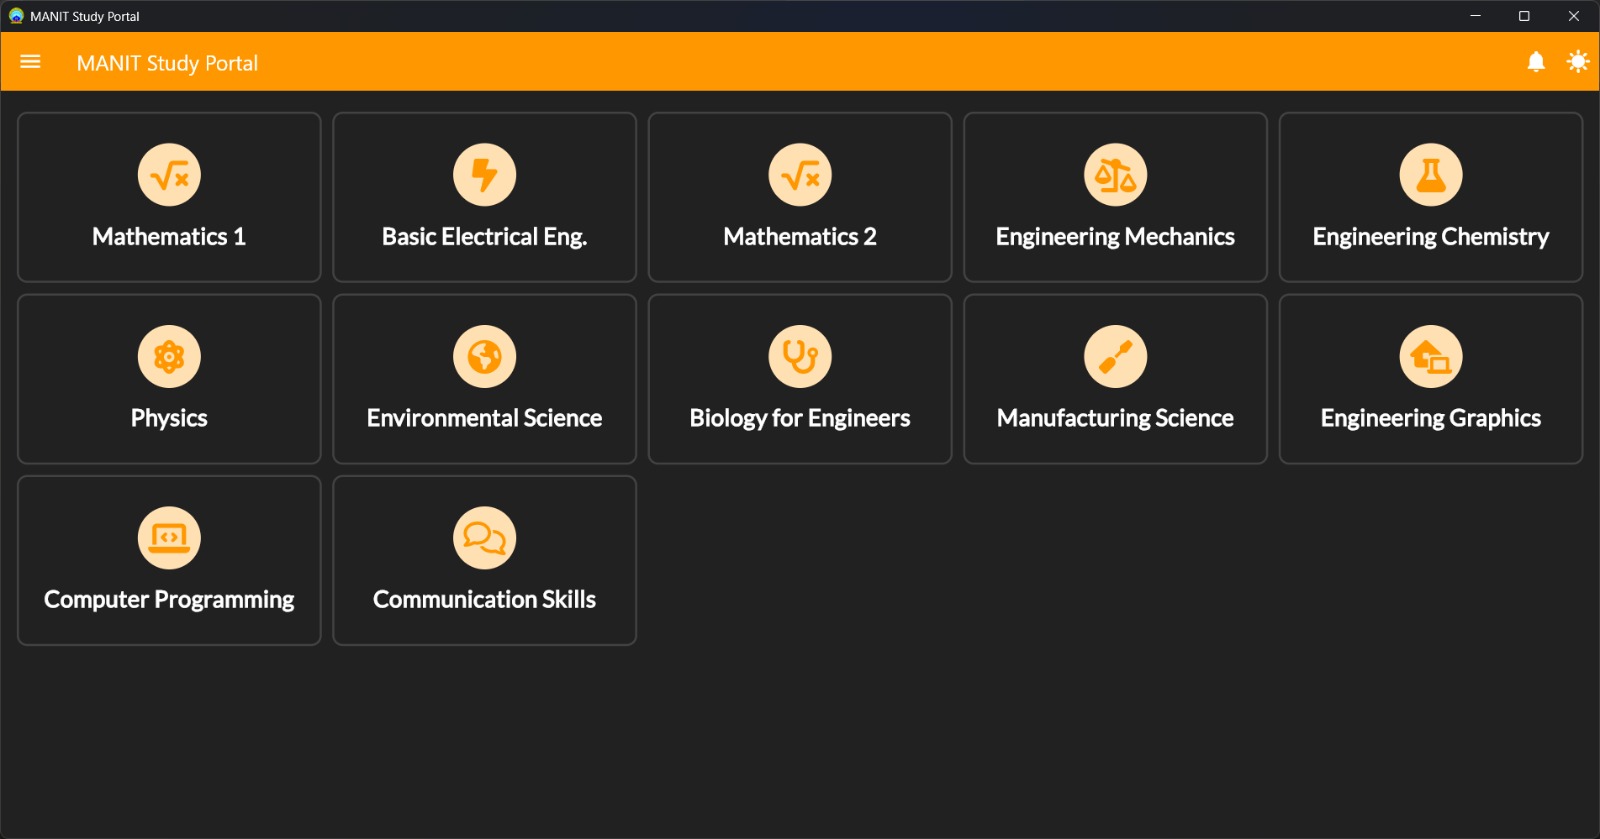 MANIT Study Portal
MANIT Study Portal
Mathematics 1
Basic Electrical Eng.
Mathematics 2
Engineering Mechanics
Engineering Chemistry
Physics
Environmental Science
Biology for Engineers
Manufacturing Science
Engineering Graphics
Computer Programming
Communication Skills